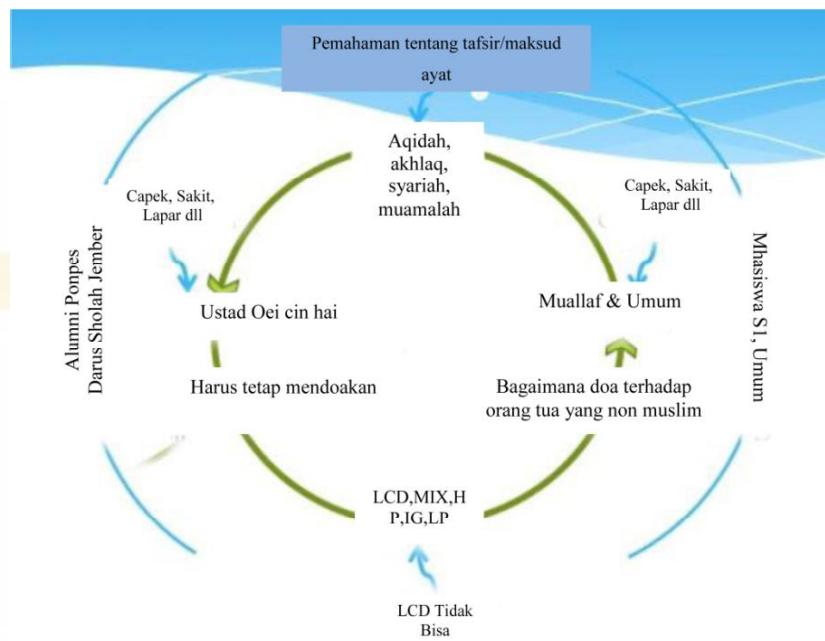 Pemahaman tentang tafsir/maksud
ayat
Aqidah,
akhlaq,
syariah,
muamalah
Capek, Sakit,
Lapar dll
Capek, Sakit,
Lapar dll
Alumni Ponpes
Darus Sholah Jember
Ustad Oei cin hai
Muallaf & Umum
Mhasiswa S1, Umum
Harus tetap mendoakan
Bagaimana doa terhadap
orang tua yang non muslim
LCD,MIX,H
P,IG,LP
LCD Tidak
Bisa